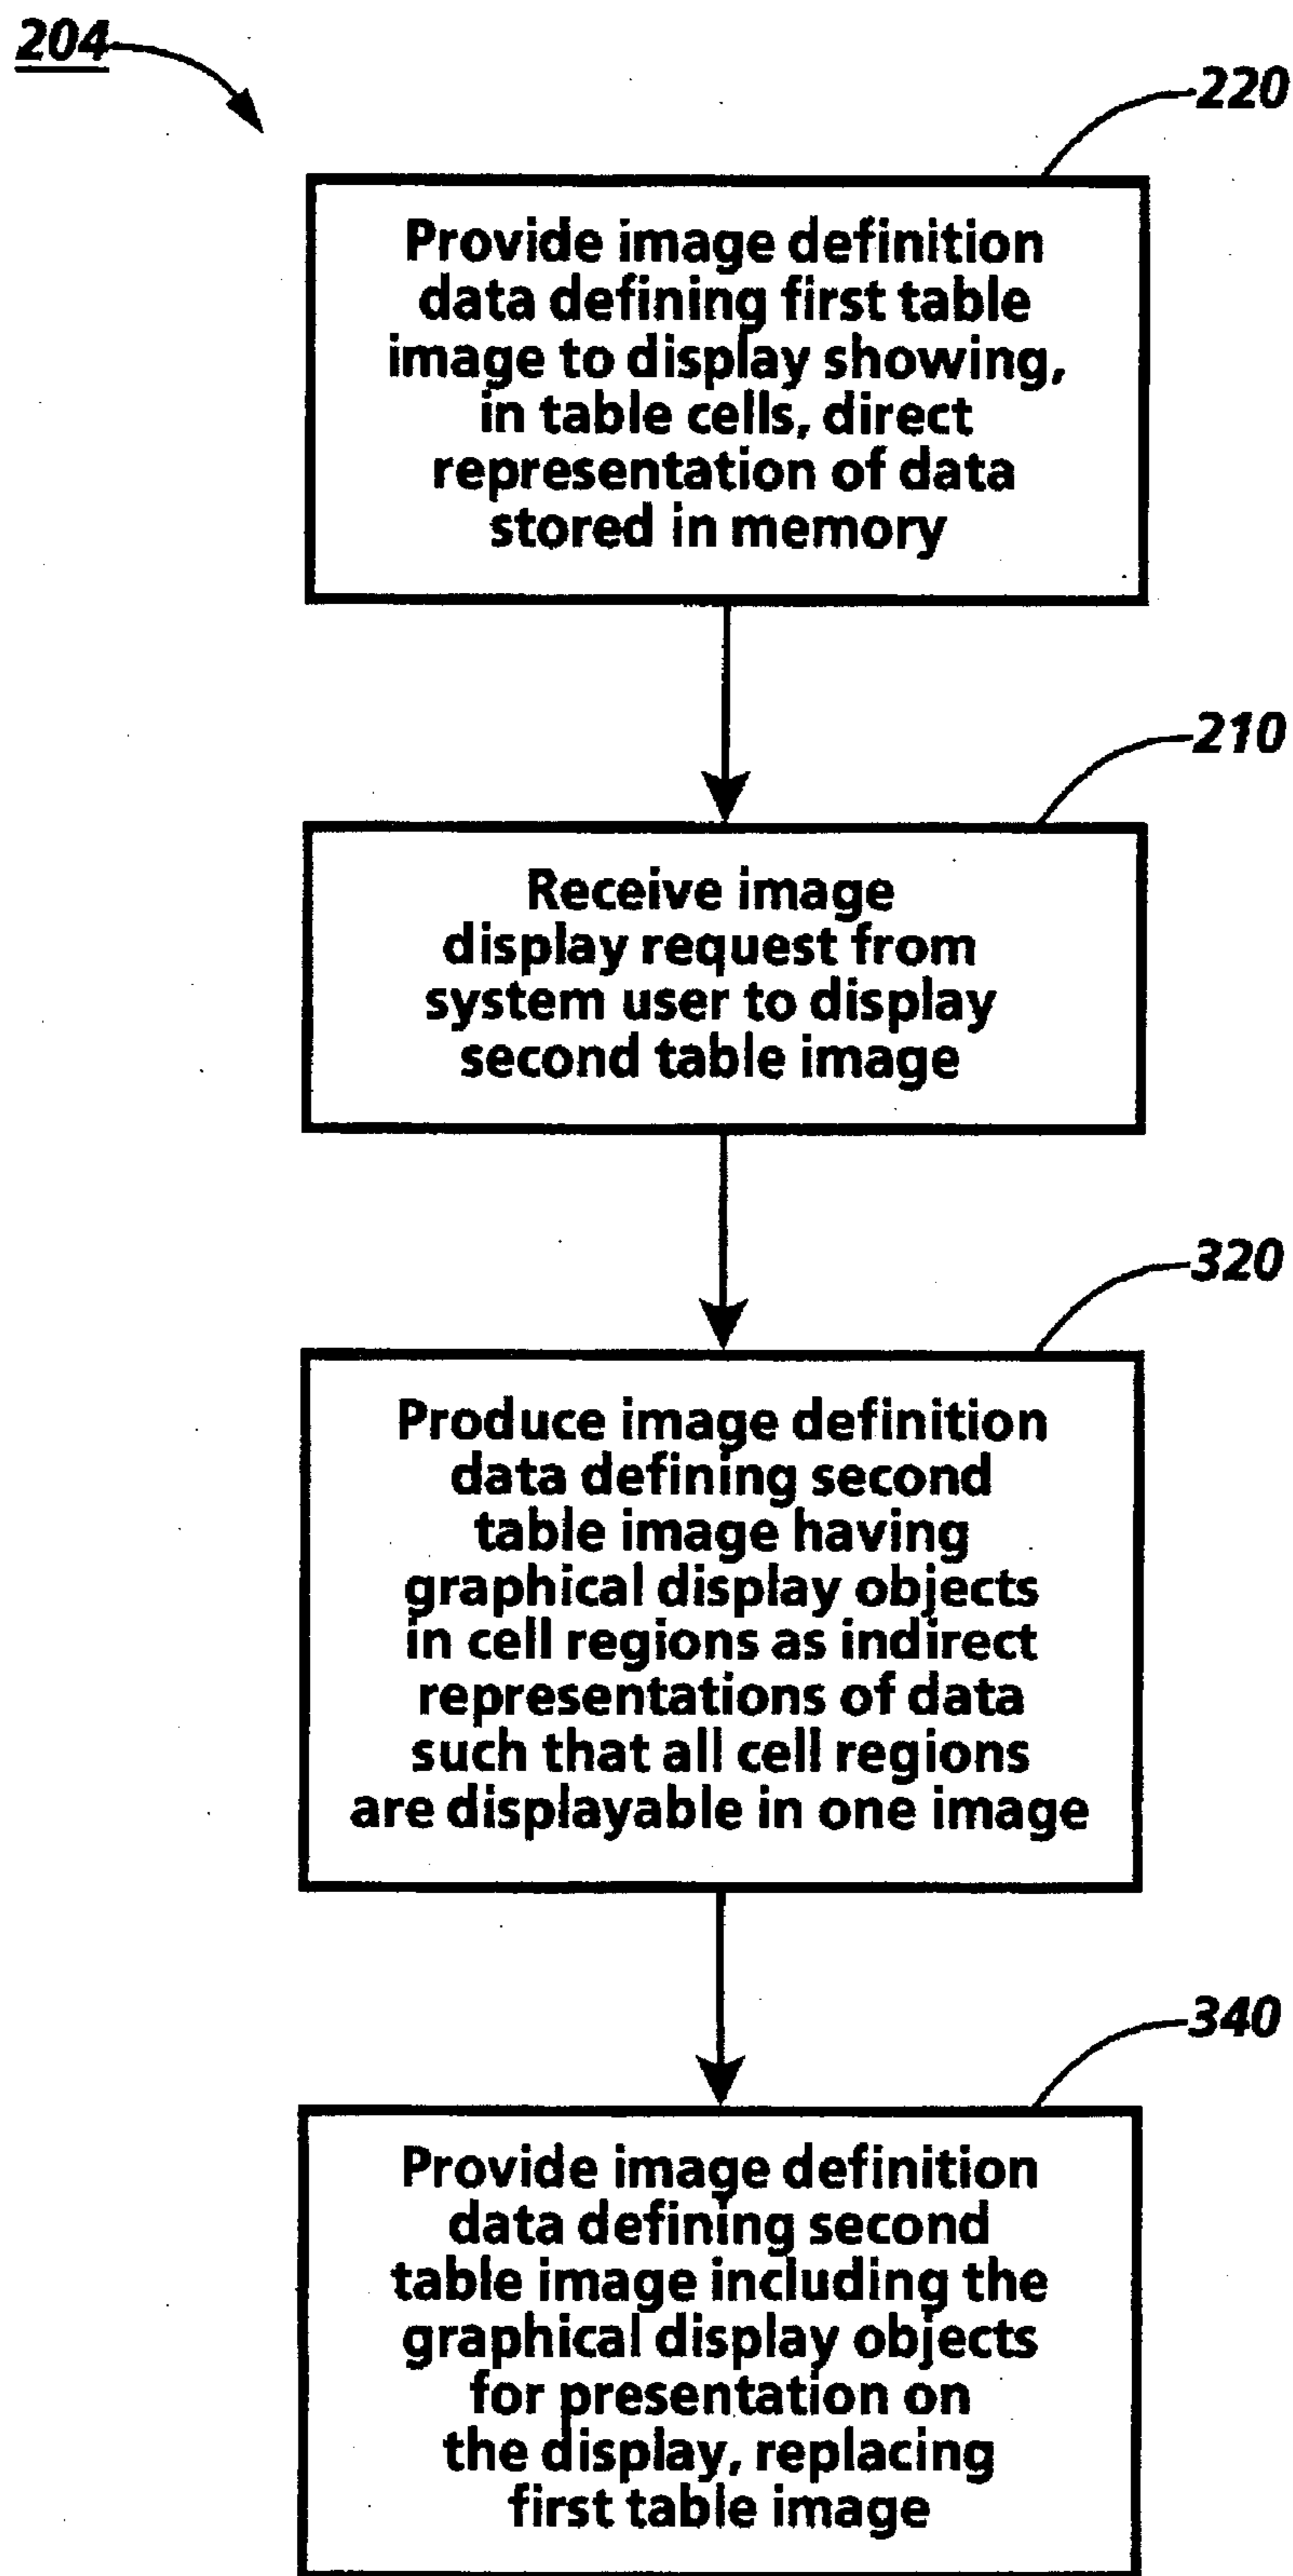 204
220
Provide image definition
data defining first table
image to display showing,
in table cells, direct
representation of data
stored in memory
210
Receive image
display request from
system user to display
second table image
320
Produce image definition
data defining second
table image having
graphical display objects
in cell regions as indirect
representations of data
such that all cell regions
are displayable in one image
340
Provide image definition
data defining second
table image including the
graphical display objects
for presentation on
the display, replacing
first table image